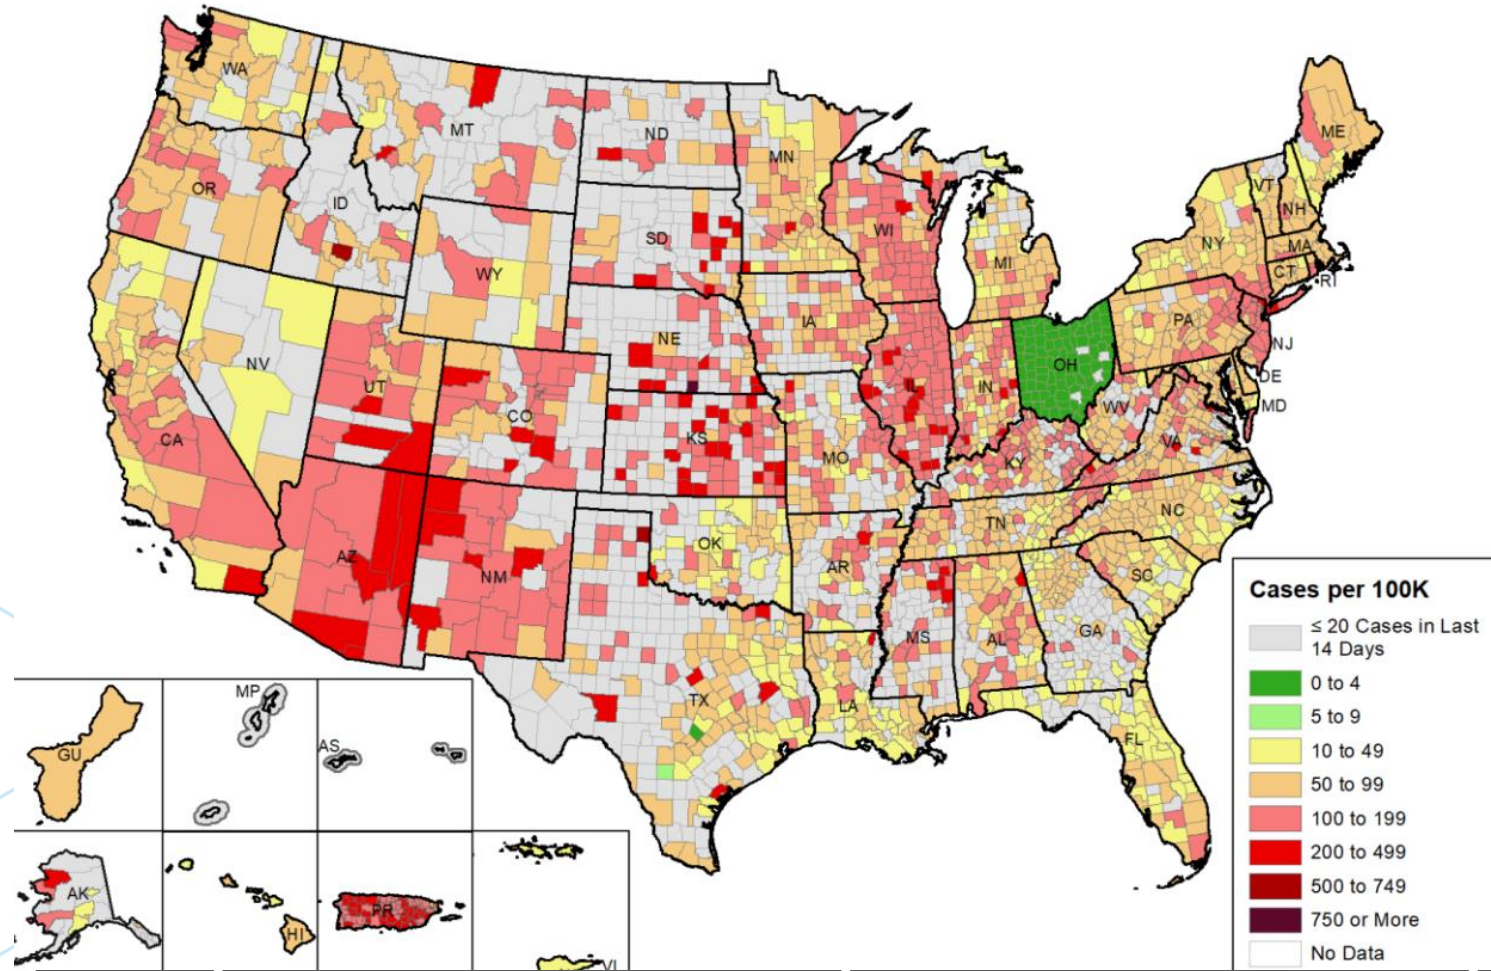 WA
MT
ND
MN
ME
OR
ID
SD
WI
VT
NH
NY
MA
WY
MI
CT
RI
IA
PA
NE
NV
OH
NJ
UT
IL
IN
DE
CO
WV
MD
CA
KS
VA
MO
KY
NC
TN
OK
AZ
AR
SC
NM
MS
AL
GA
TX
LA
FL
GU
MP
AS
AK
HI
PR
VI
Cases per 100K
≤ 20 Cases in Last
14 Days
0 to 4
5 to 9
10 to 49
50 to 99
100 to 199
200 to 499
500 to 749
750 or More
No Data